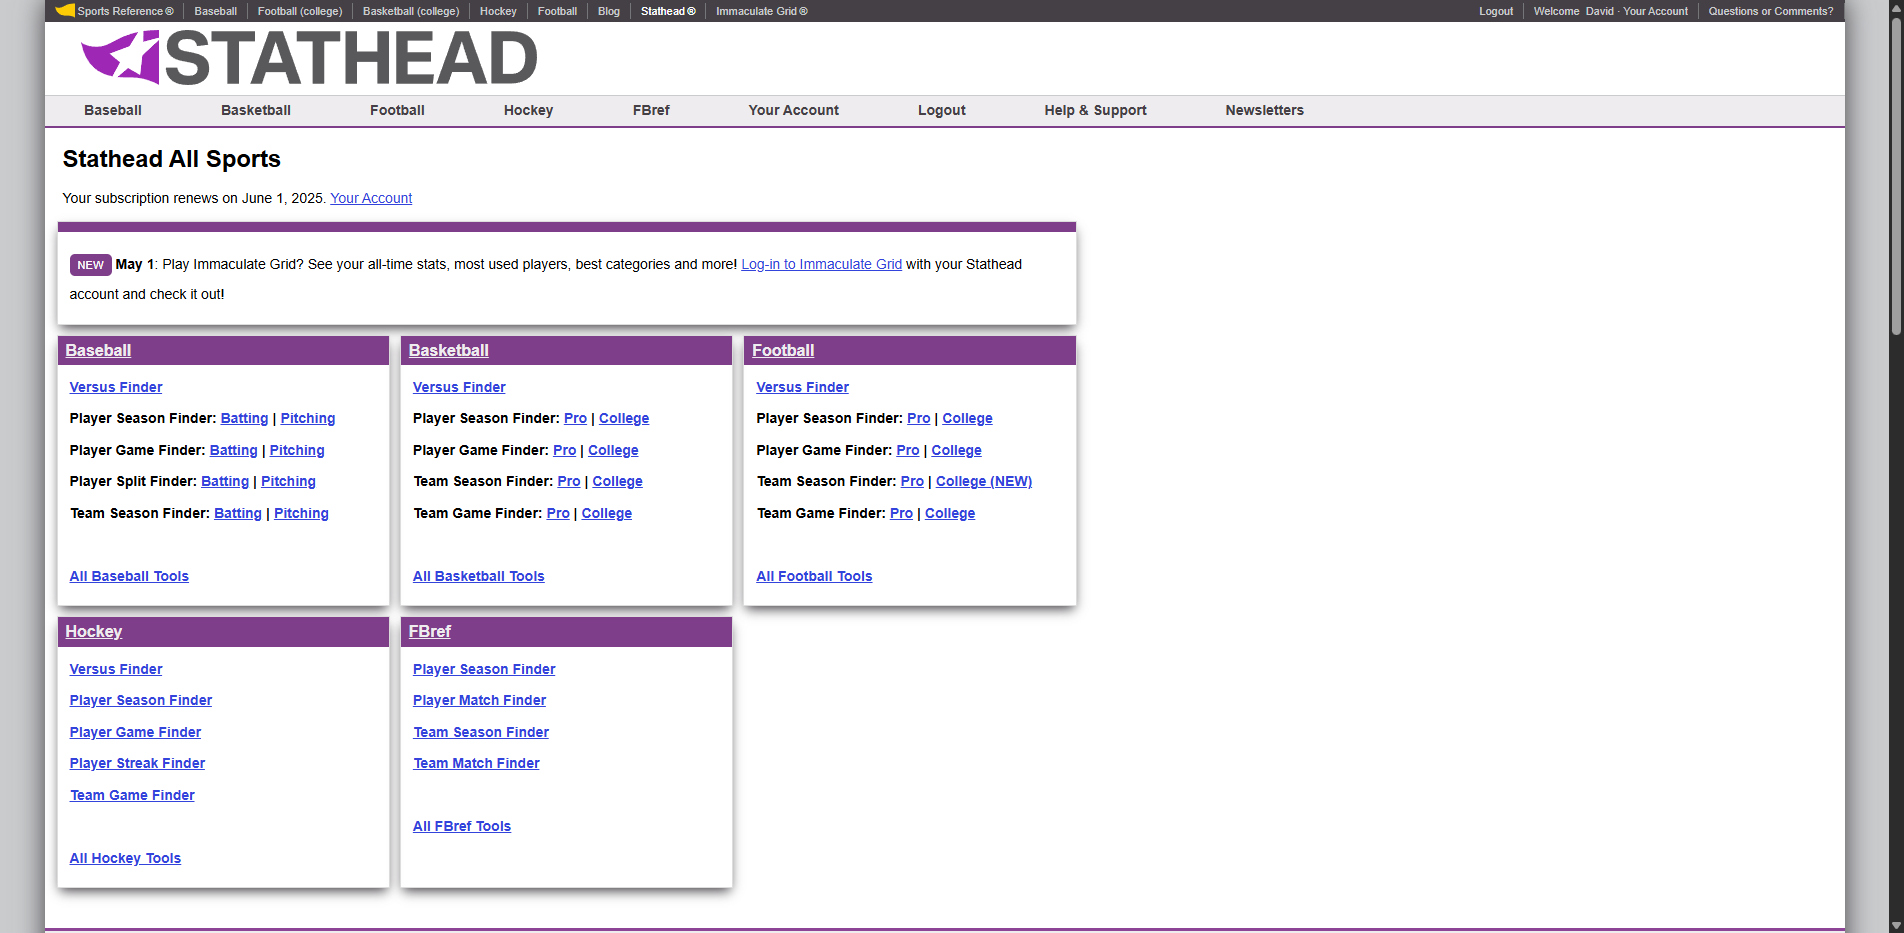 Sports Reference ® Baseball Football (college) Basketball (college) Hockey Football Blog Stathead ® Immaculate Grid ® Logout Welcome David · Your Account Questions or Comments?
STATHEAD
Baseball Basketball Football Hockey FBref Your Account Logout Help & Support Newsletters
Stathead All Sports
Your subscription renews on June 1, 2025. Your Account
NEW May 1: Play Immaculate Grid? See your all-time stats, most used players, best categories and more! Log-in to Immaculate Grid with your Stathead
account and check it out!
Baseball
Versus Finder
Player Season Finder: Batting | Pitching
Player Game Finder: Batting | Pitching
Player Split Finder: Batting | Pitching
Team Season Finder: Batting | Pitching
All Baseball Tools
Basketball
Versus Finder
Player Season Finder: Pro | College
Player Game Finder: Pro | College
Team Season Finder: Pro | College
Team Game Finder: Pro | College
All Basketball Tools
Football
Versus Finder
Player Season Finder: Pro | College
Player Game Finder: Pro | College
Team Season Finder: Pro | College (NEW)
Team Game Finder: Pro | College
All Football Tools
Hockey
Versus Finder
Player Season Finder
Player Game Finder
Player Streak Finder
Team Game Finder
All Hockey Tools
FBref
Player Season Finder
Player Match Finder
Team Season Finder
Team Match Finder
All FBref Tools